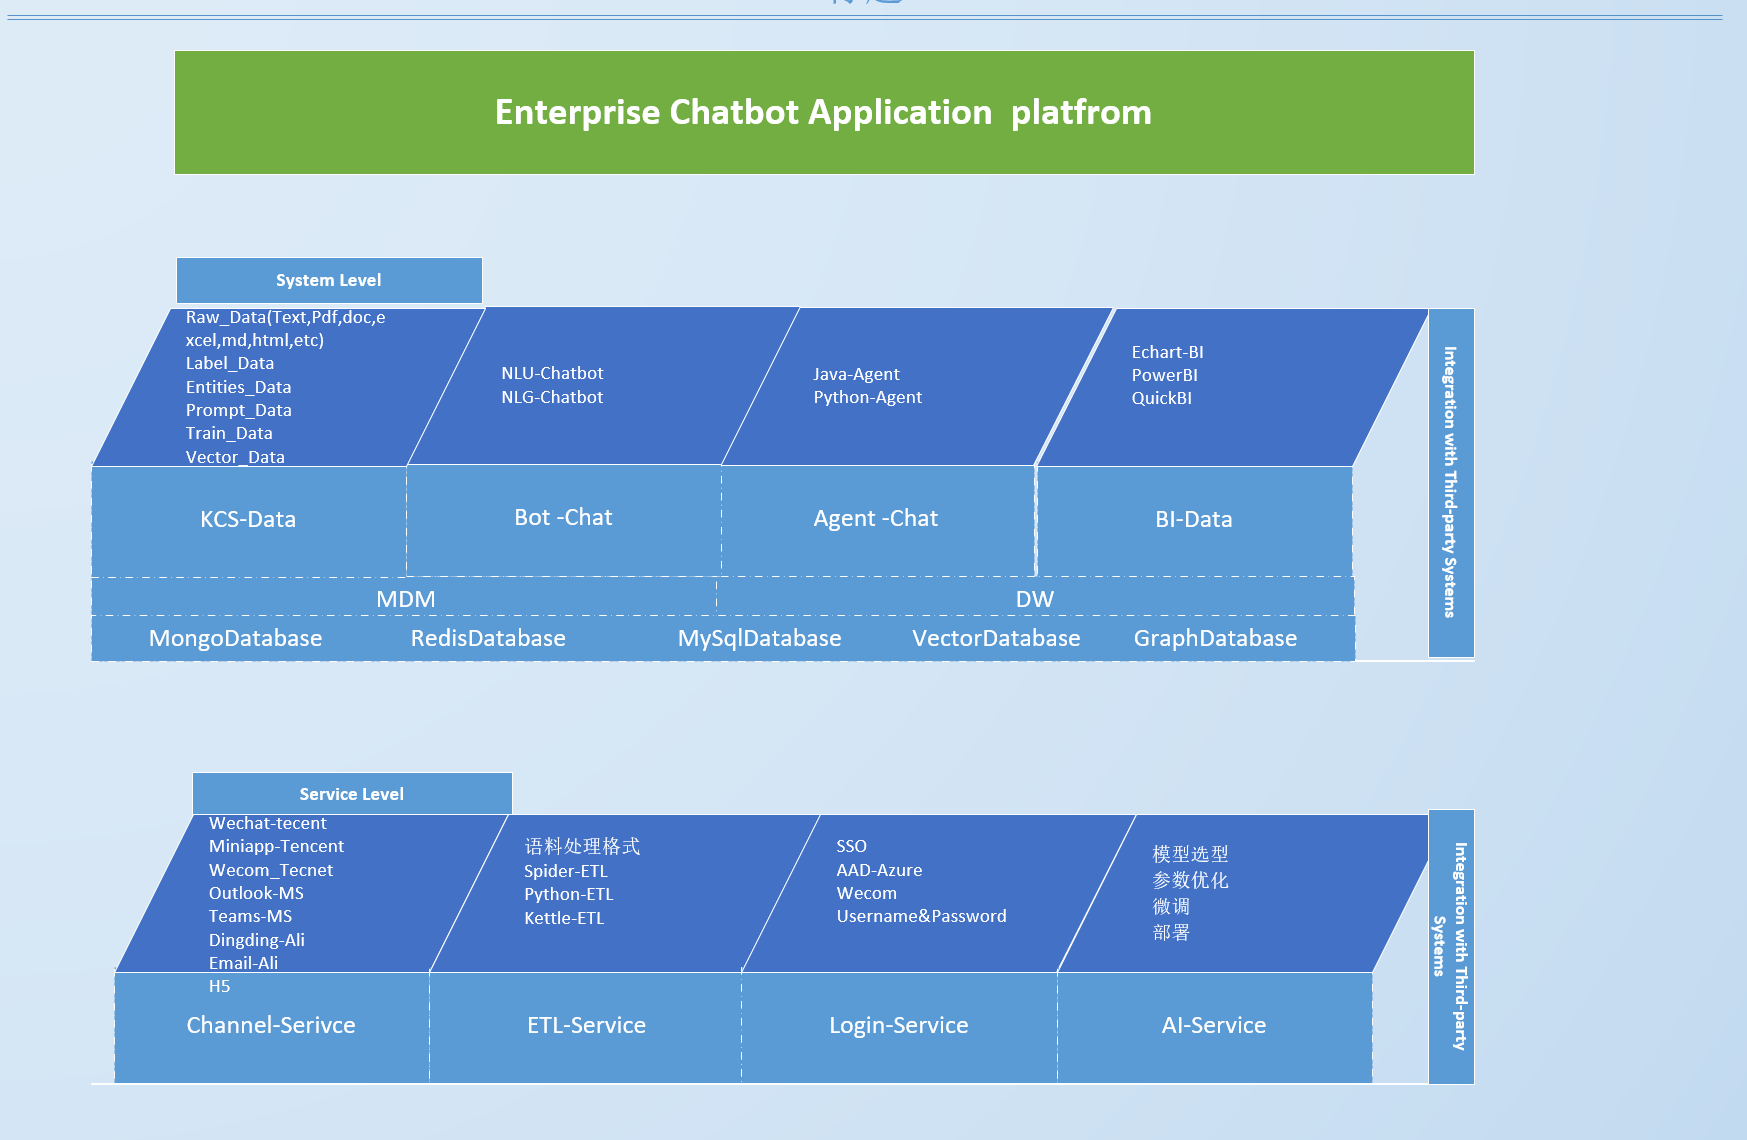 Enterprise Chatbot Application  platfrom
System Level
Raw_Data(Text,Pdf,doc,e
xcel,md,html,etc)
Label_Data
Entities_Data
Prompt_Data
Train_Data
Vector_Data
NLU-Chatbot
NLG-Chatbot
Java-Agent
Python-Agent
Echart-BI
PowerBI
QuickBI
KCS-Data
Bot -Chat
Agent -Chat
BI-Data
MDM
DW
MongoDatabase
RedisDatabase
MySqlDatabase
VectorDatabase
GraphDatabase
Integration with Third-party Systems
Service Level
Wechat-tecent
Miniapp-Tencent
Wecom_Tecnet
Outlook-MS
Teams-MS
Dingding-Ali
Email-Ali
H5
语料处理格式
Spider-ETL
Python-ETL
Kettle-ETL
SSO
AAD-Azure
Wecom
Username&Password
模型选型
参数优化
微调
部署
Channel-Serivce
ETL-Service
Login-Service
AI-Service
Integration with Third-party
Systems